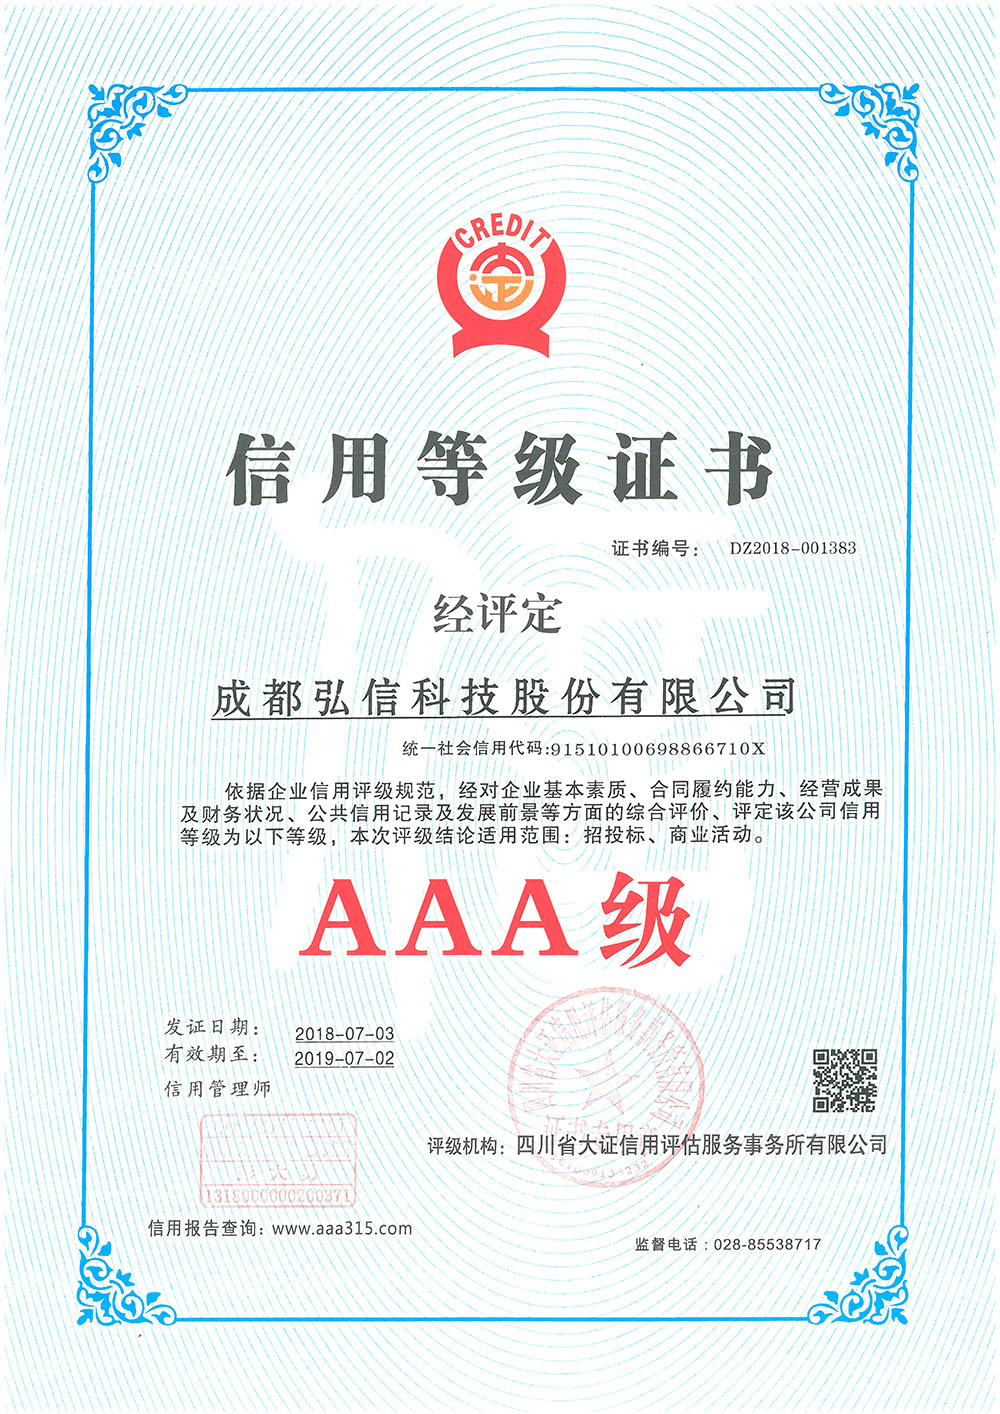 CREDIT
信用等级证书
证书编号： DZ2018-001383
经评定
成都弘信科技股份有限公司
统一社会信用代码:91510100698866710X
依据企业信用评级规范，经对企业基本素质、合同履约能力、经营成果
及财务状况、公共信用记录及发展前景等方面的综合评价、评定该公司信用
等级为以下等级，本次评级结论适用范围：招投标、商业活动。
AAA级
发证日期： 2018-07-03
有效期至： 2019-07-02
信用管理师
1318000000200371
证书专用章
评级机构：四川省大证信用评估服务事务所有限公司
信用报告查询：www.aaa315.com
监督电话：028-85538717